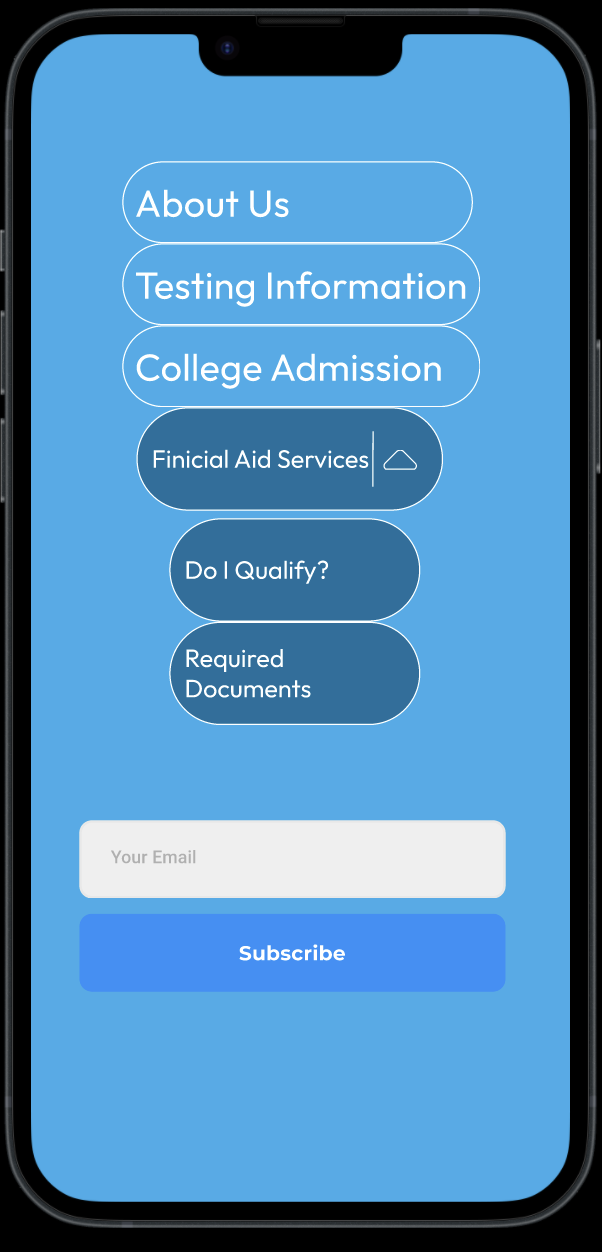 About Us
Testing Information
College Admission
Finicial Aid Services
Do I Qualify?
Required
Documents
Your Email
Subscribe